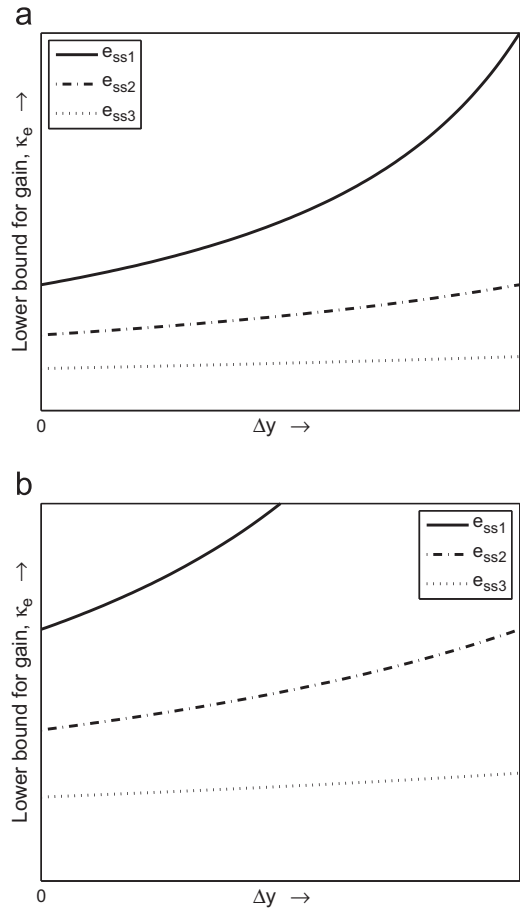 a
e_ss1
e_ss2
e_ss3
Lower bound for gain, κ_e →
0
Δy →
b
e_ss1
e_ss2
e_ss3
Lower bound for gain, κ_e →
0
Δy →